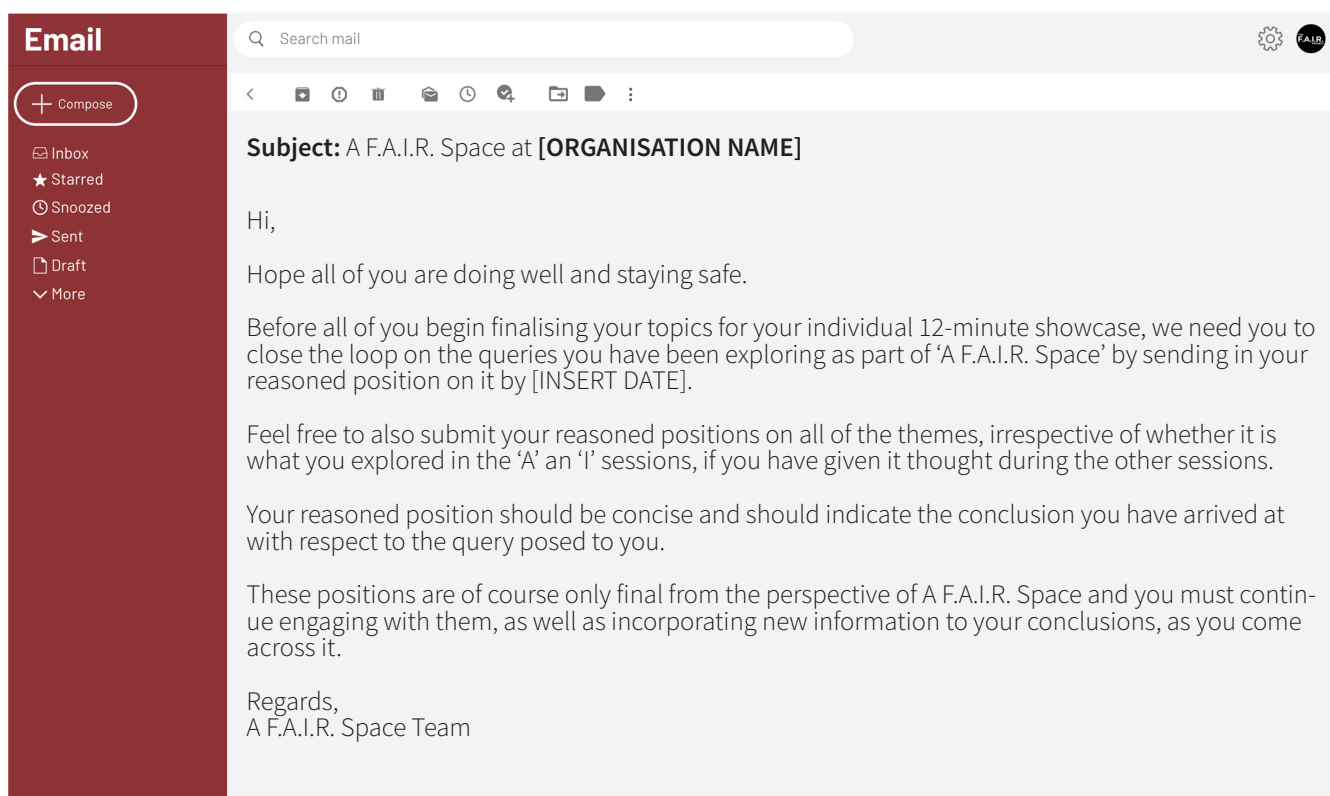 Email
Search mail
F.A.I.R.
Compose
Inbox
Starred
Snoozed
Sent
Draft
More
Subject: A F.A.I.R. Space at [ORGANISATION NAME]
Hi,
Hope all of you are doing well and staying safe.
Before all of you begin finalising your topics for your individual 12-minute showcase, we need you to
close the loop on the queries you have been exploring as part of ‘A F.A.I.R. Space’ by sending in your
reasoned position on it by [INSERT DATE].
Feel free to also submit your reasoned positions on all of the themes, irrespective of whether it is
what you explored in the ‘A’ an ‘I’ sessions, if you have given it thought during the other sessions.
Your reasoned position should be concise and should indicate the conclusion you have arrived at
with respect to the query posed to you.
These positions are of course only final from the perspective of A F.A.I.R. Space and you must contin-
ue engaging with them, as well as incorporating new information to your conclusions, as you come
across it.
Regards,
A F.A.I.R. Space Team